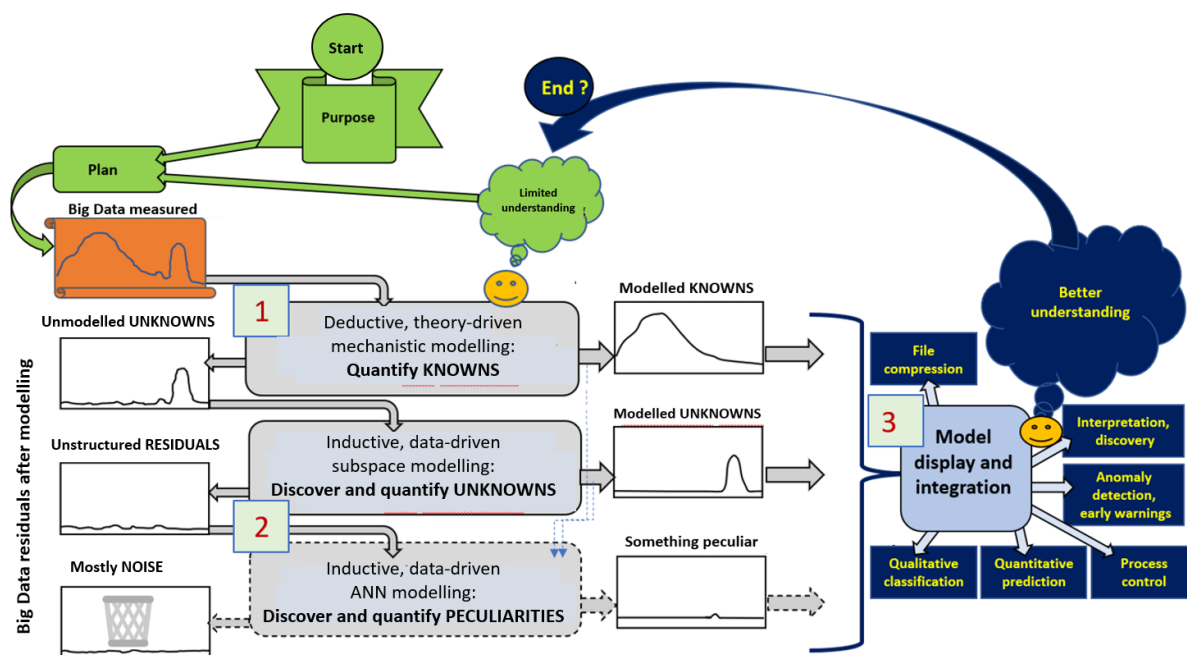 Start
Purpose
End ?
Plan
Limited
understanding
Big Data measured
Better
understanding
1
Unmodelled UNKNOWNS
Deductive, theory-driven
mechanistic modelling:
Quantify KNOWNS
Modelled KNOWNS
File
compression
Unstructured RESIDUALS
Inductive, data-driven
subspace modelling:
Discover and quantify UNKNOWNS
Modelled UNKNOWNS
3
Model
display and
integration
Interpretation,
discovery
Anomaly
detection,
early warnings
2
Mostly NOISE
Inductive, data-driven
ANN modelling:
Discover and quantify PECULIARITIES
Something peculiar
Qualitative
classification
Quantitative
prediction
Process
control
Big Data residuals after modelling